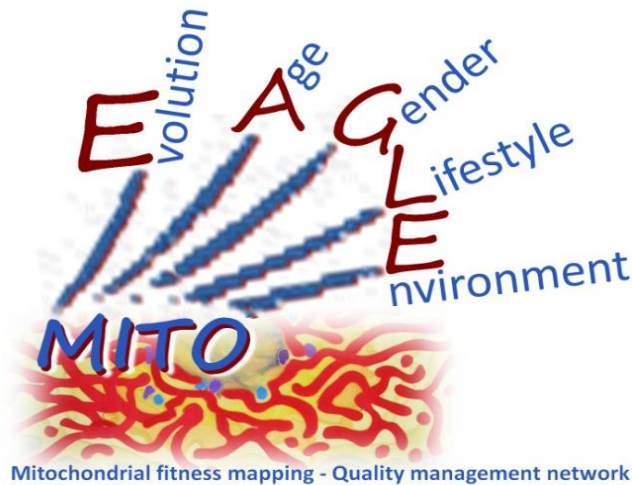 Evolution
Age
Gender
Lifestyle
Environment
MITO
Mitochondrial fitness mapping - Quality management network